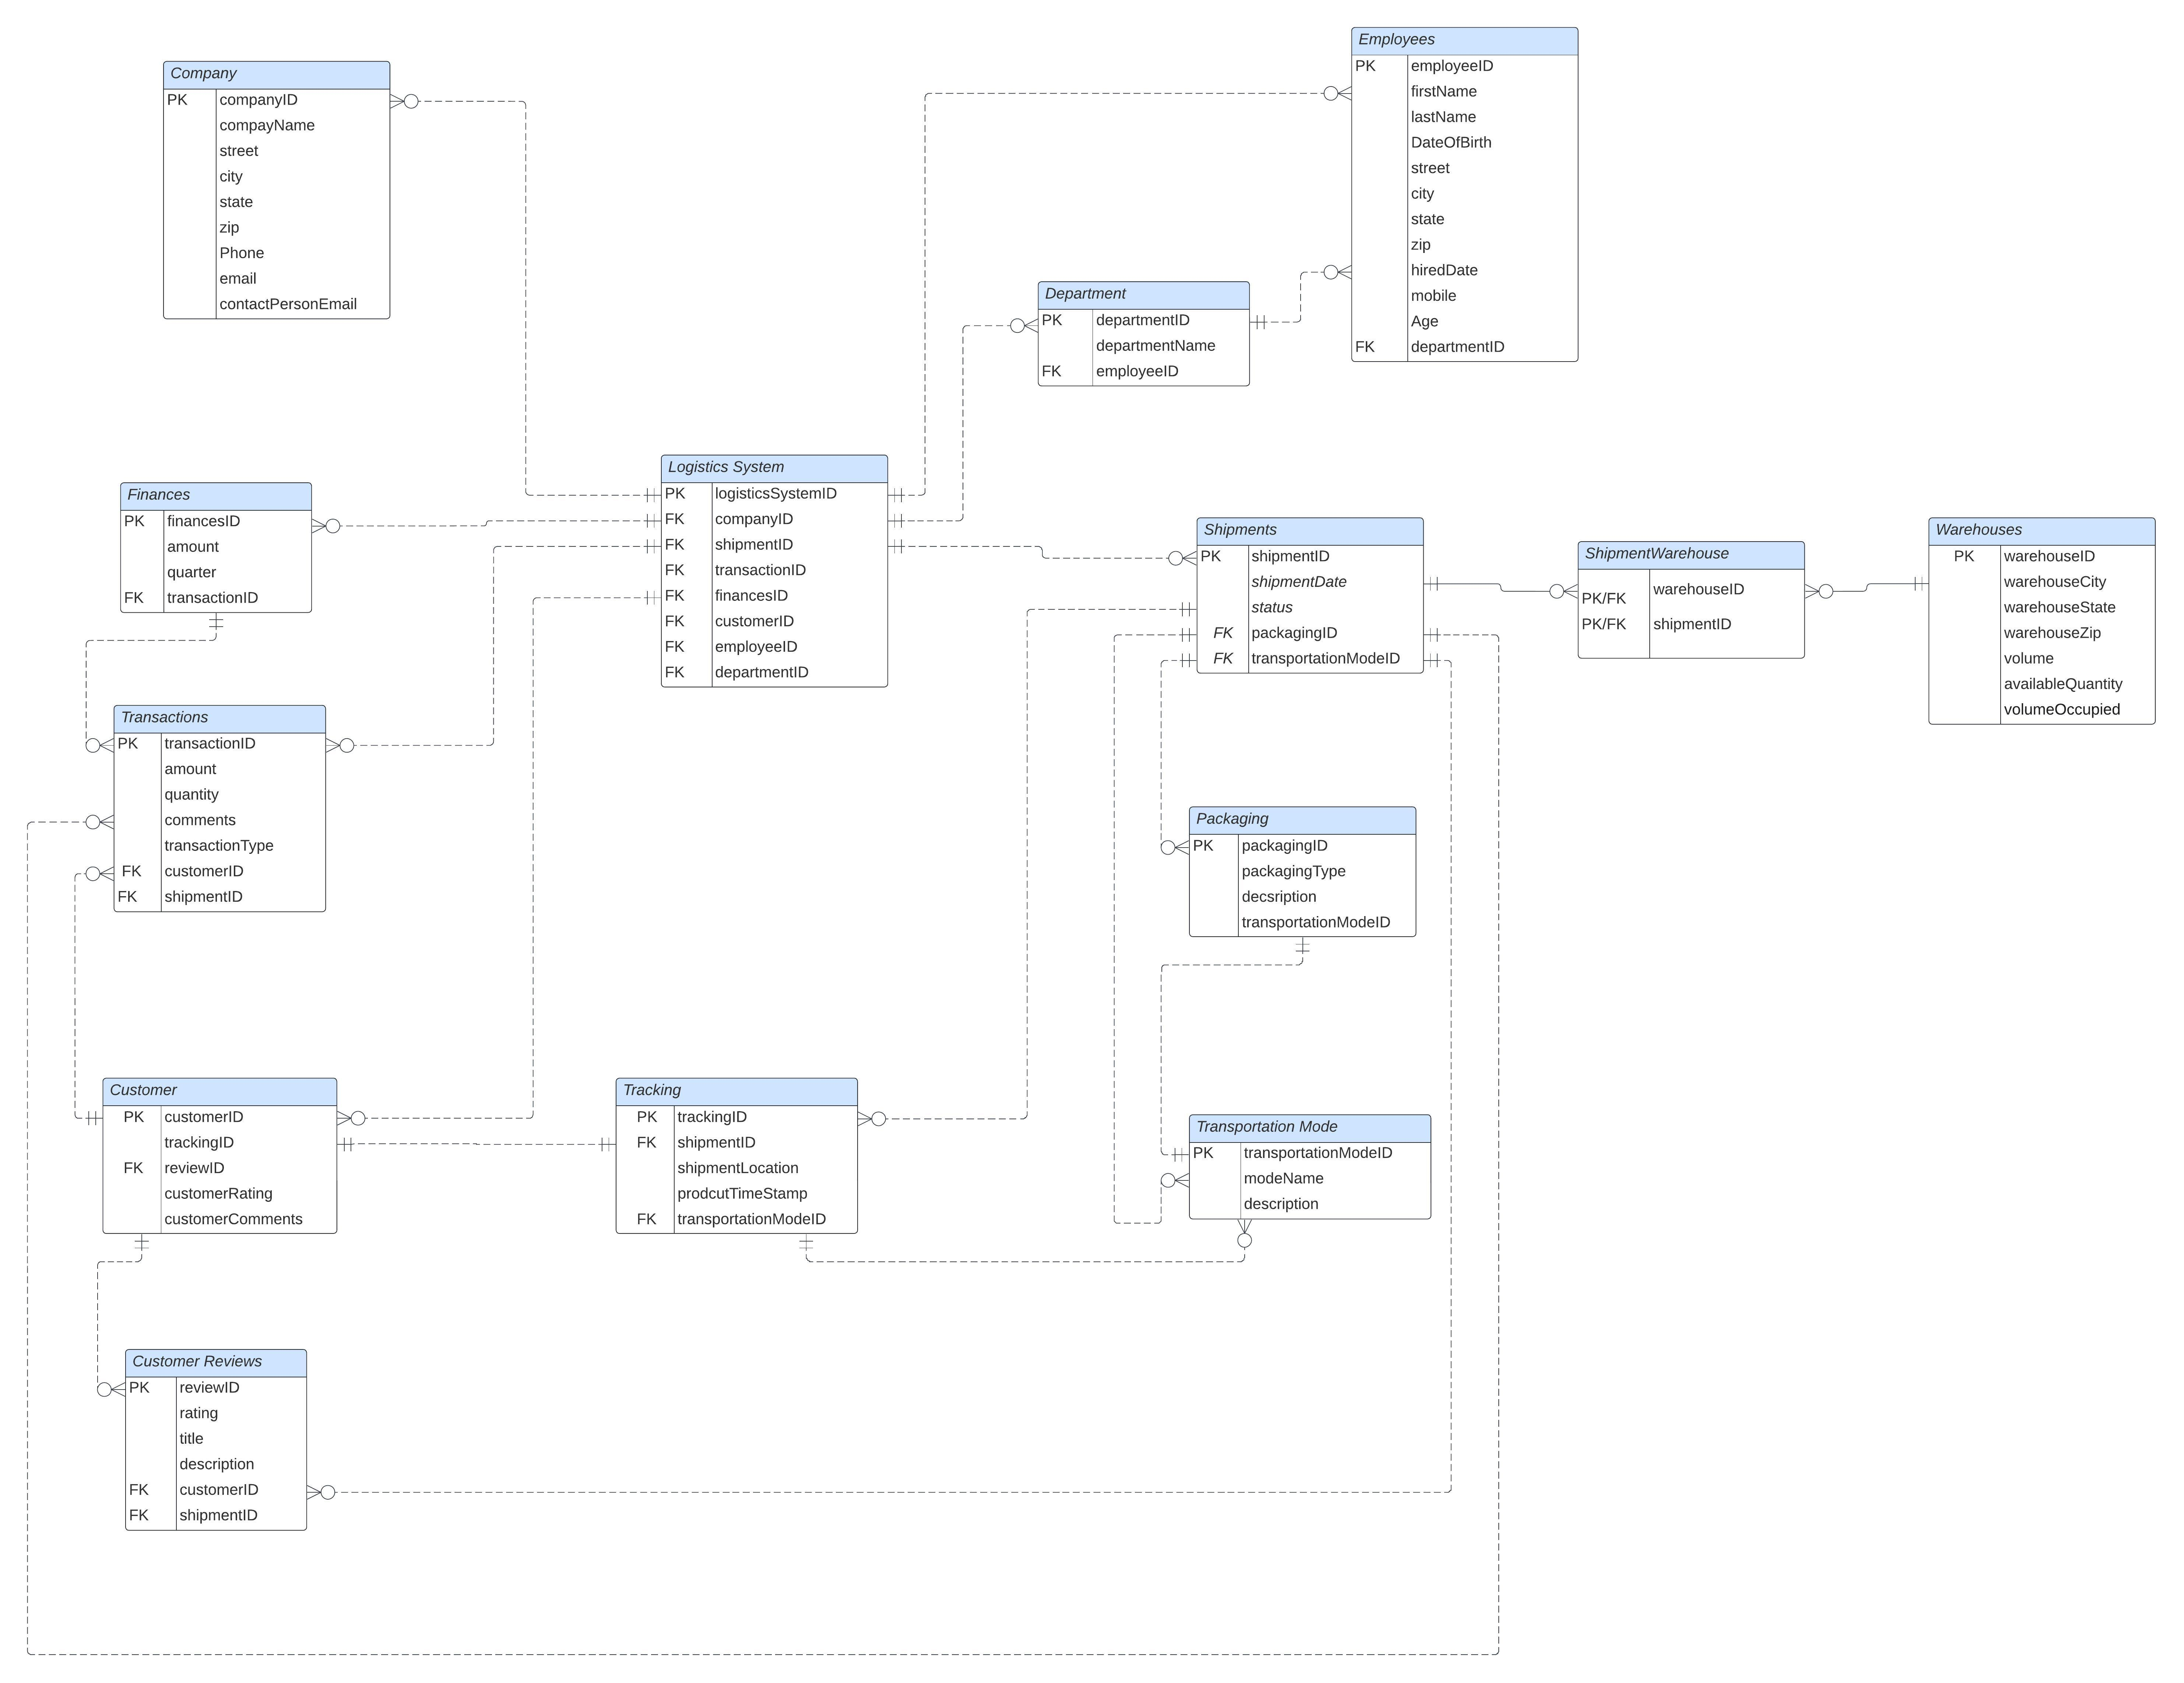 Employees
PK employeeID
firstName
lastName
DateOfBirth
street
city
state
zip
hiredDate
mobile
Age
FK departmentID
Company
PK companyID
compayName
street
city
state
zip
Phone
email
contactPersonEmail
Department
PK departmentID
departmentName
FK employeeID
Logistics System
PK logisticsSystemID
FK companyID
FK shipmentID
FK transactionID
FK financesID
FK customerID
FK employeeID
FK departmentID
Finances
PK financesID
amount
quarter
FK transactionID
Shipments
PK shipmentID
shipmentDate
status
FK packagingID
FK transportationModeID
ShipmentWarehouse
PK/FK warehouseID
PK/FK shipmentID
Warehouses
PK warehouseID
warehouseCity
warehouseState
warehouseZip
volume
availableQuantity
volumeOccupied
Transactions
PK transactionID
amount
quantity
comments
transactionType
FK customerID
FK shipmentID
Packaging
PK packagingID
packagingType
decsription
transportationModeID
Customer
PK customerID
trackingID
FK reviewID
customerRating
customerComments
Tracking
PK trackingID
FK shipmentID
shipmentLocation
prodcutTimeStamp
FK transportationModeID
Transportation Mode
PK transportationModeID
modeName
description
Customer Reviews
PK reviewID
rating
title
description
FK customerID
FK shipmentID